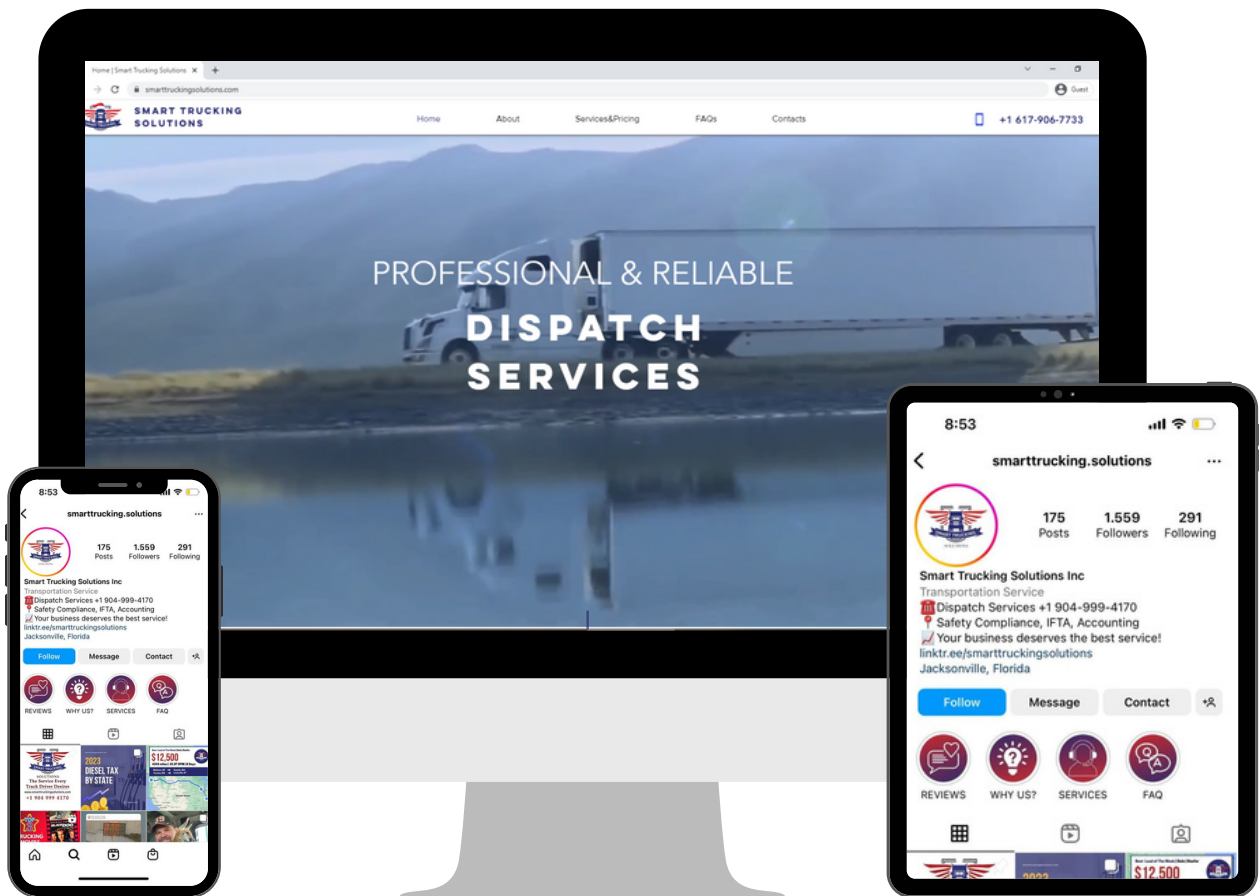 Home | Smart Trucking Solutions
smarttruckingsolutions.com
Guest
SMART TRUCKING
SOLUTIONS
Home About Services&Pricing FAQs Contacts +1 617-906-7733
PROFESSIONAL & RELIABLE
DISPATCH
SERVICES
8:53
smarttrucking.solutions
175 1.559 291
Posts Followers Following
Smart Trucking Solutions Inc
Transportation Service
Dispatch Services +1 904-999-4170
Safety Compliance, IFTA, Accounting
Your business deserves the best service!
linktr.ee/smarttruckingsolutions
Jacksonville, Florida
Follow Message Contact
REVIEWS WHY US? SERVICES FAQ
SOLUTIONS
The Service Every
Truck Driver Desires
+1 904 999 4170
2023
DIESEL TAX
BY STATE
$12,500
8:53
smarttrucking.solutions
175 1.559 291
Posts Followers Following
SMART TRUCKING
SOLUTIONS
Smart Trucking Solutions Inc
Transportation Service
Dispatch Services +1 904-999-4170
Safety Compliance, IFTA, Accounting
Your business deserves the best service!
linktr.ee/smarttruckingsolutions
Jacksonville, Florida
Follow Message Contact
Q A
REVIEWS WHY US? SERVICES FAQ
2023
$12,500